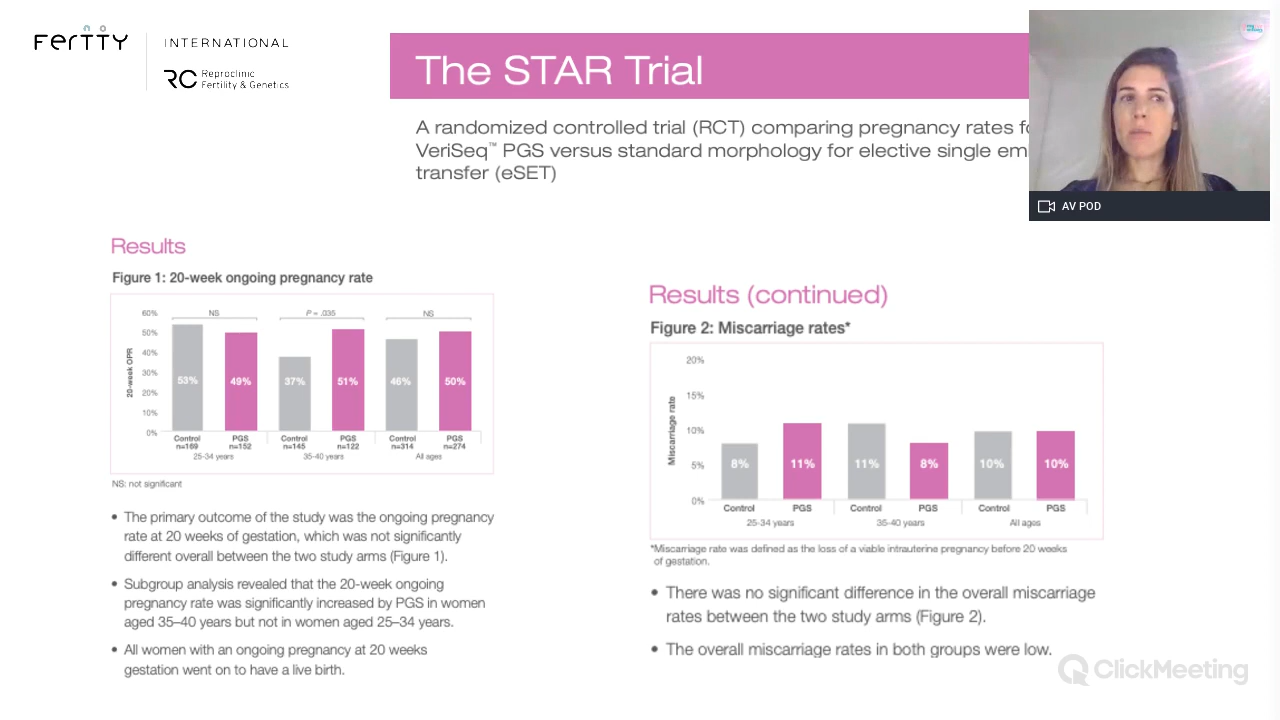 FERTTY
INTERNATIONAL
RC Reproclinic
Fertility & Genetics
The STAR Trial
A randomized controlled trial (RCT) comparing pregnancy rates
VeriSeq™ PGS versus standard morphology for elective single
transfer (eSET)
AV POD
Results
Figure 1: 20-week ongoing pregnancy rate
60%
50%
40%
30%
20%
10%
0%
20-week OPR
NS
P = .035
NS
53%
49%
37%
51%
46%
50%
Control
n=169
PGS
n=152
Control
n=145
PGS
n=122
Control
n=314
PGS
n=274
25-34 years
35-40 years
All ages
NS: not significant
• The primary outcome of the study was the ongoing pregnancy
rate at 20 weeks of gestation, which was not significantly
different overall between the two study arms (Figure 1).
• Subgroup analysis revealed that the 20-week ongoing
pregnancy rate was significantly increased by PGS in women
aged 35–40 years but not in women aged 25–34 years.
• All women with an ongoing pregnancy at 20 weeks
gestation went on to have a live birth.
Results (continued)
Figure 2: Miscarriage rates*
20%
15%
10%
5%
0%
Miscarriage rate
8%
11%
11%
8%
10%
10%
Control
PGS
Control
PGS
Control
PGS
25-34 years
35-40 years
All ages
*Miscarriage rate was defined as the loss of a viable intrauterine pregnancy before 20 weeks
of gestation.
• There was no significant difference in the overall miscarriage
rates between the two study arms (Figure 2).
• The overall miscarriage rates in both groups were low.
ClickMeeting